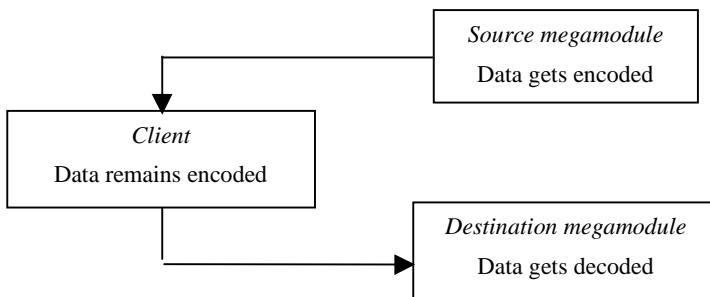 Source megamodule
Data gets encoded
Client
Data remains encoded
Destination megamodule
Data gets decoded